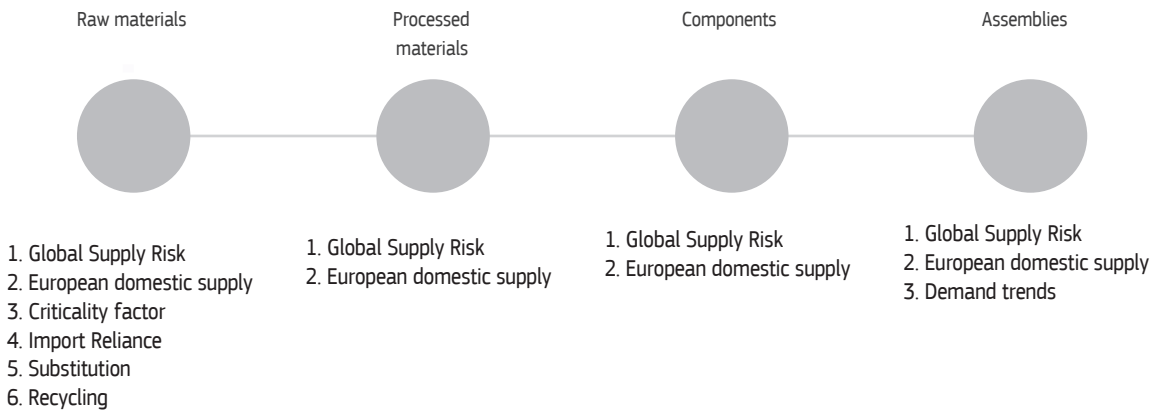 Raw materials
Processed
materials
Components
Assemblies
1. Global Supply Risk
2. European domestic supply
3. Criticality factor
4. Import Reliance
5. Substitution
6. Recycling
1. Global Supply Risk
2. European domestic supply
1. Global Supply Risk
2. European domestic supply
1. Global Supply Risk
2. European domestic supply
3. Demand trends